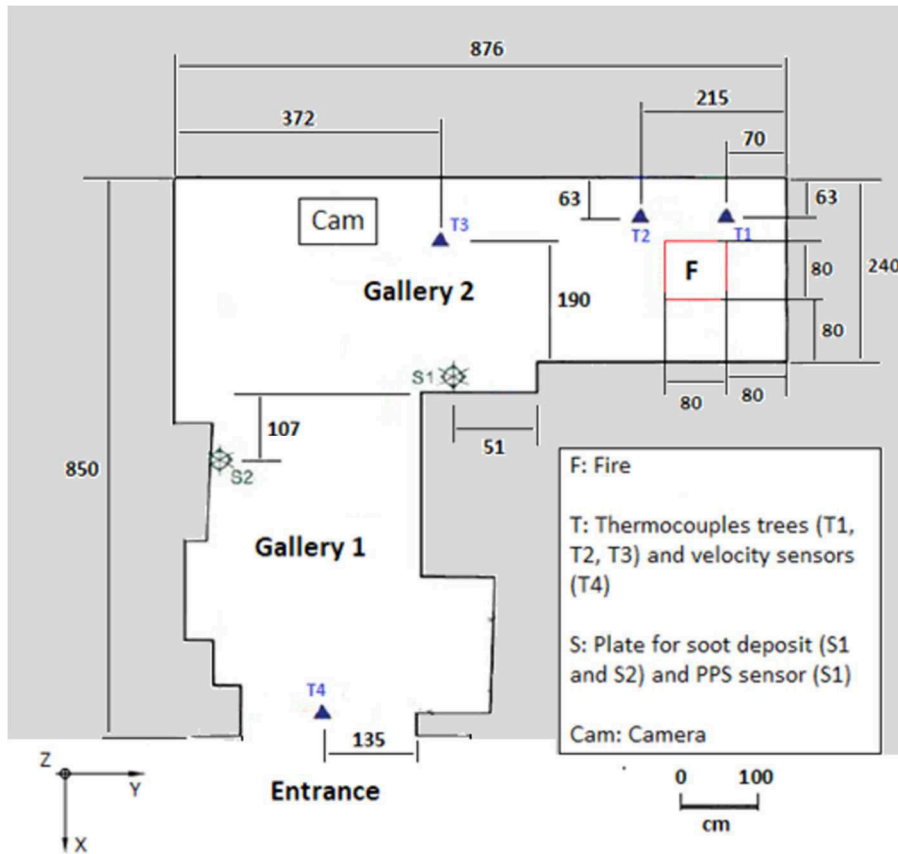 876
215
372
70
63
63
Cam
T3
T2
T1
F
80
240
Gallery 2
190
80
S1
80
80
107
51
850
S2
F: Fire
T: Thermocouples trees (T1,
T2, T3) and velocity sensors
(T4)
S: Plate for soot deposit (S1
and S2) and PPS sensor (S1)
Cam: Camera
Gallery 1
T4
135
Z
Y
X
Entrance
0
100
cm